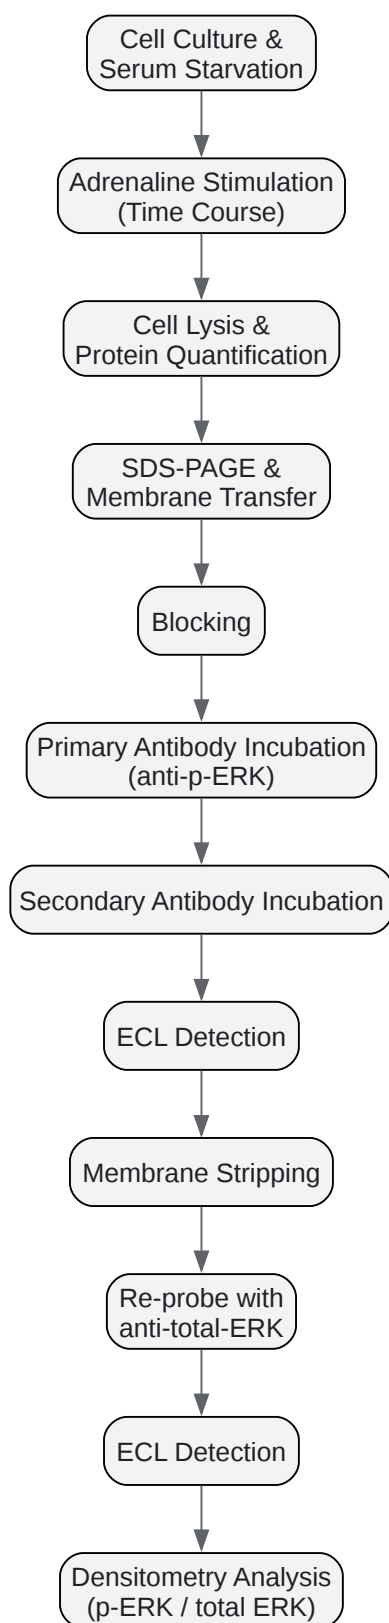 Cell Culture &
Serum Starvation
Adrenaline Stimulation
(Time Course)
Cell Lysis &
Protein Quantification
SDS-PAGE &
Membrane Transfer
Blocking
Primary Antibody Incubation
(anti-p-ERK)
Secondary Antibody Incubation
ECL Detection
Membrane Stripping
Re-probe with
anti-total-ERK
ECL Detection
Densitometry Analysis
(p-ERK / total ERK)